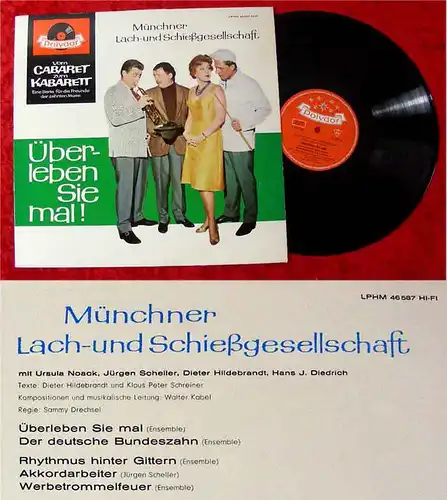 Polydor
Vom
CABARET
zum
KABARETT
Eine Serie für die Freunde
der zehnten Muse
Münchner
Lach-und Schießgesellschaft
Über-
leben
Sie
mal!
Polydor
LPHM 46587 HI-FI
Münchner
Lach-und Schießgesellschaft
mit Ursula Noack, Jürgen Scheller, Dieter Hildebrandt, Hans J. Diedrich
Texte: Dieter Hildebrandt und Klaus Peter Schreiner
Kompositionen und musikalische Leitung: Walter Kabel
Regie: Sammy Drechsel
Überleben Sie mal (Ensemble)
Der deutsche Bundeszahn (Ensemble)
Rhythmus hinter Gittern (Ensemble)
Akkordarbeiter (Jürgen Scheller)
Werbetrommelfeuer (Ensemble)